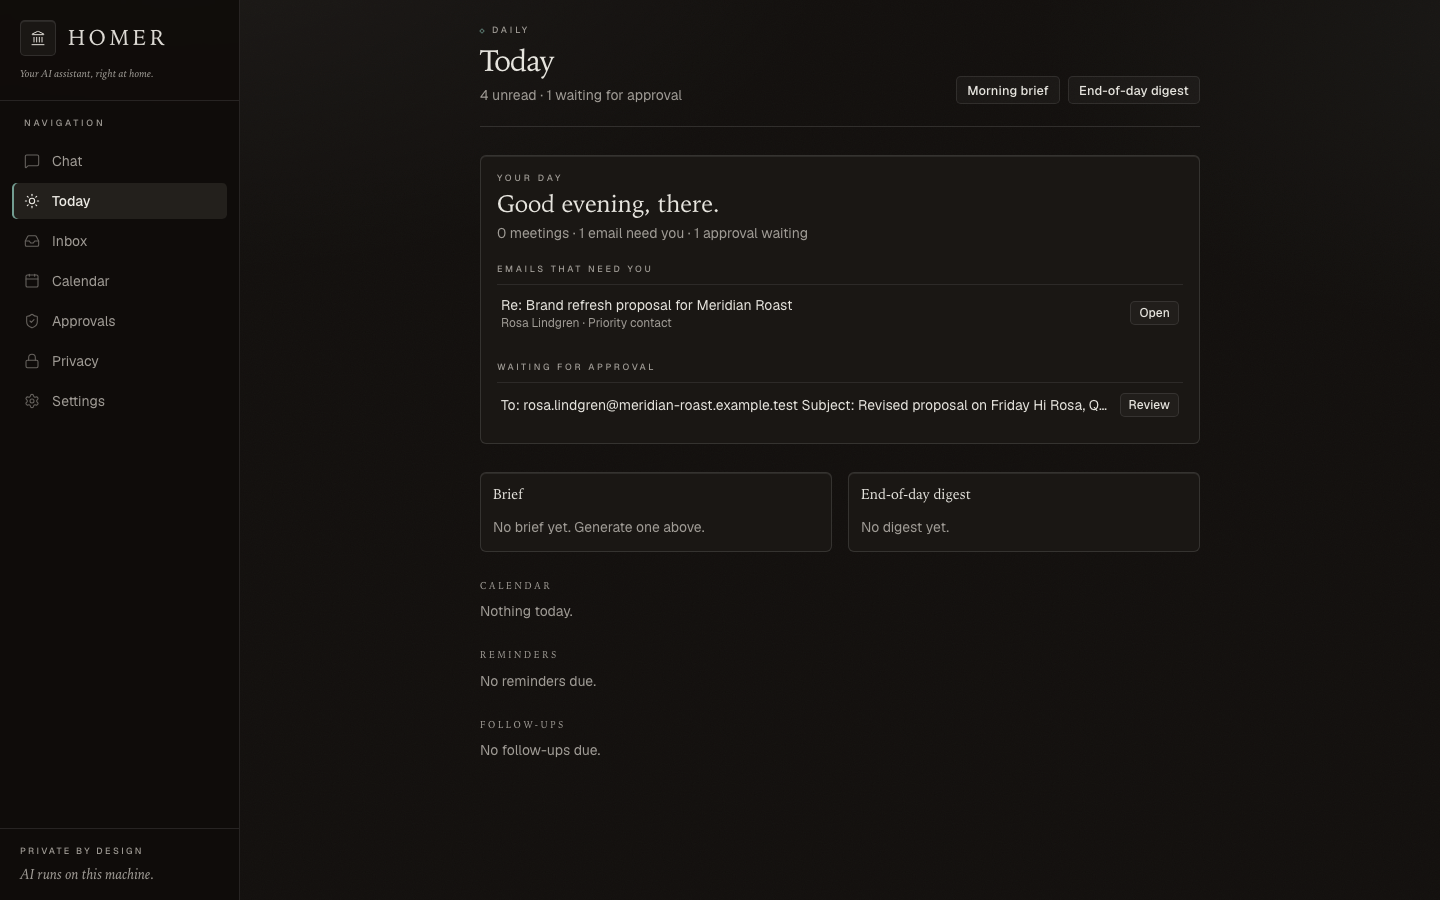 HOMER
Your AI assistant, right at home.
NAVIGATION
Chat
Today
Inbox
Calendar
Approvals
Privacy
Settings
PRIVATE BY DESIGN
AI runs on this machine.
DAILY
Today
4 unread · 1 waiting for approval
Morning brief
End-of-day digest
YOUR DAY
Good evening, there.
0 meetings · 1 email need you · 1 approval waiting
EMAILS THAT NEED YOU
Re: Brand refresh proposal for Meridian Roast
Rosa Lindgren · Priority contact
Open
WAITING FOR APPROVAL
To: rosa.lindgren@meridian-roast.example.test Subject: Revised proposal on Friday Hi Rosa, Q...
Review
Brief
No brief yet. Generate one above.
End-of-day digest
No digest yet.
CALENDAR
Nothing today.
REMINDERS
No reminders due.
FOLLOW-UPS
No follow-ups due.